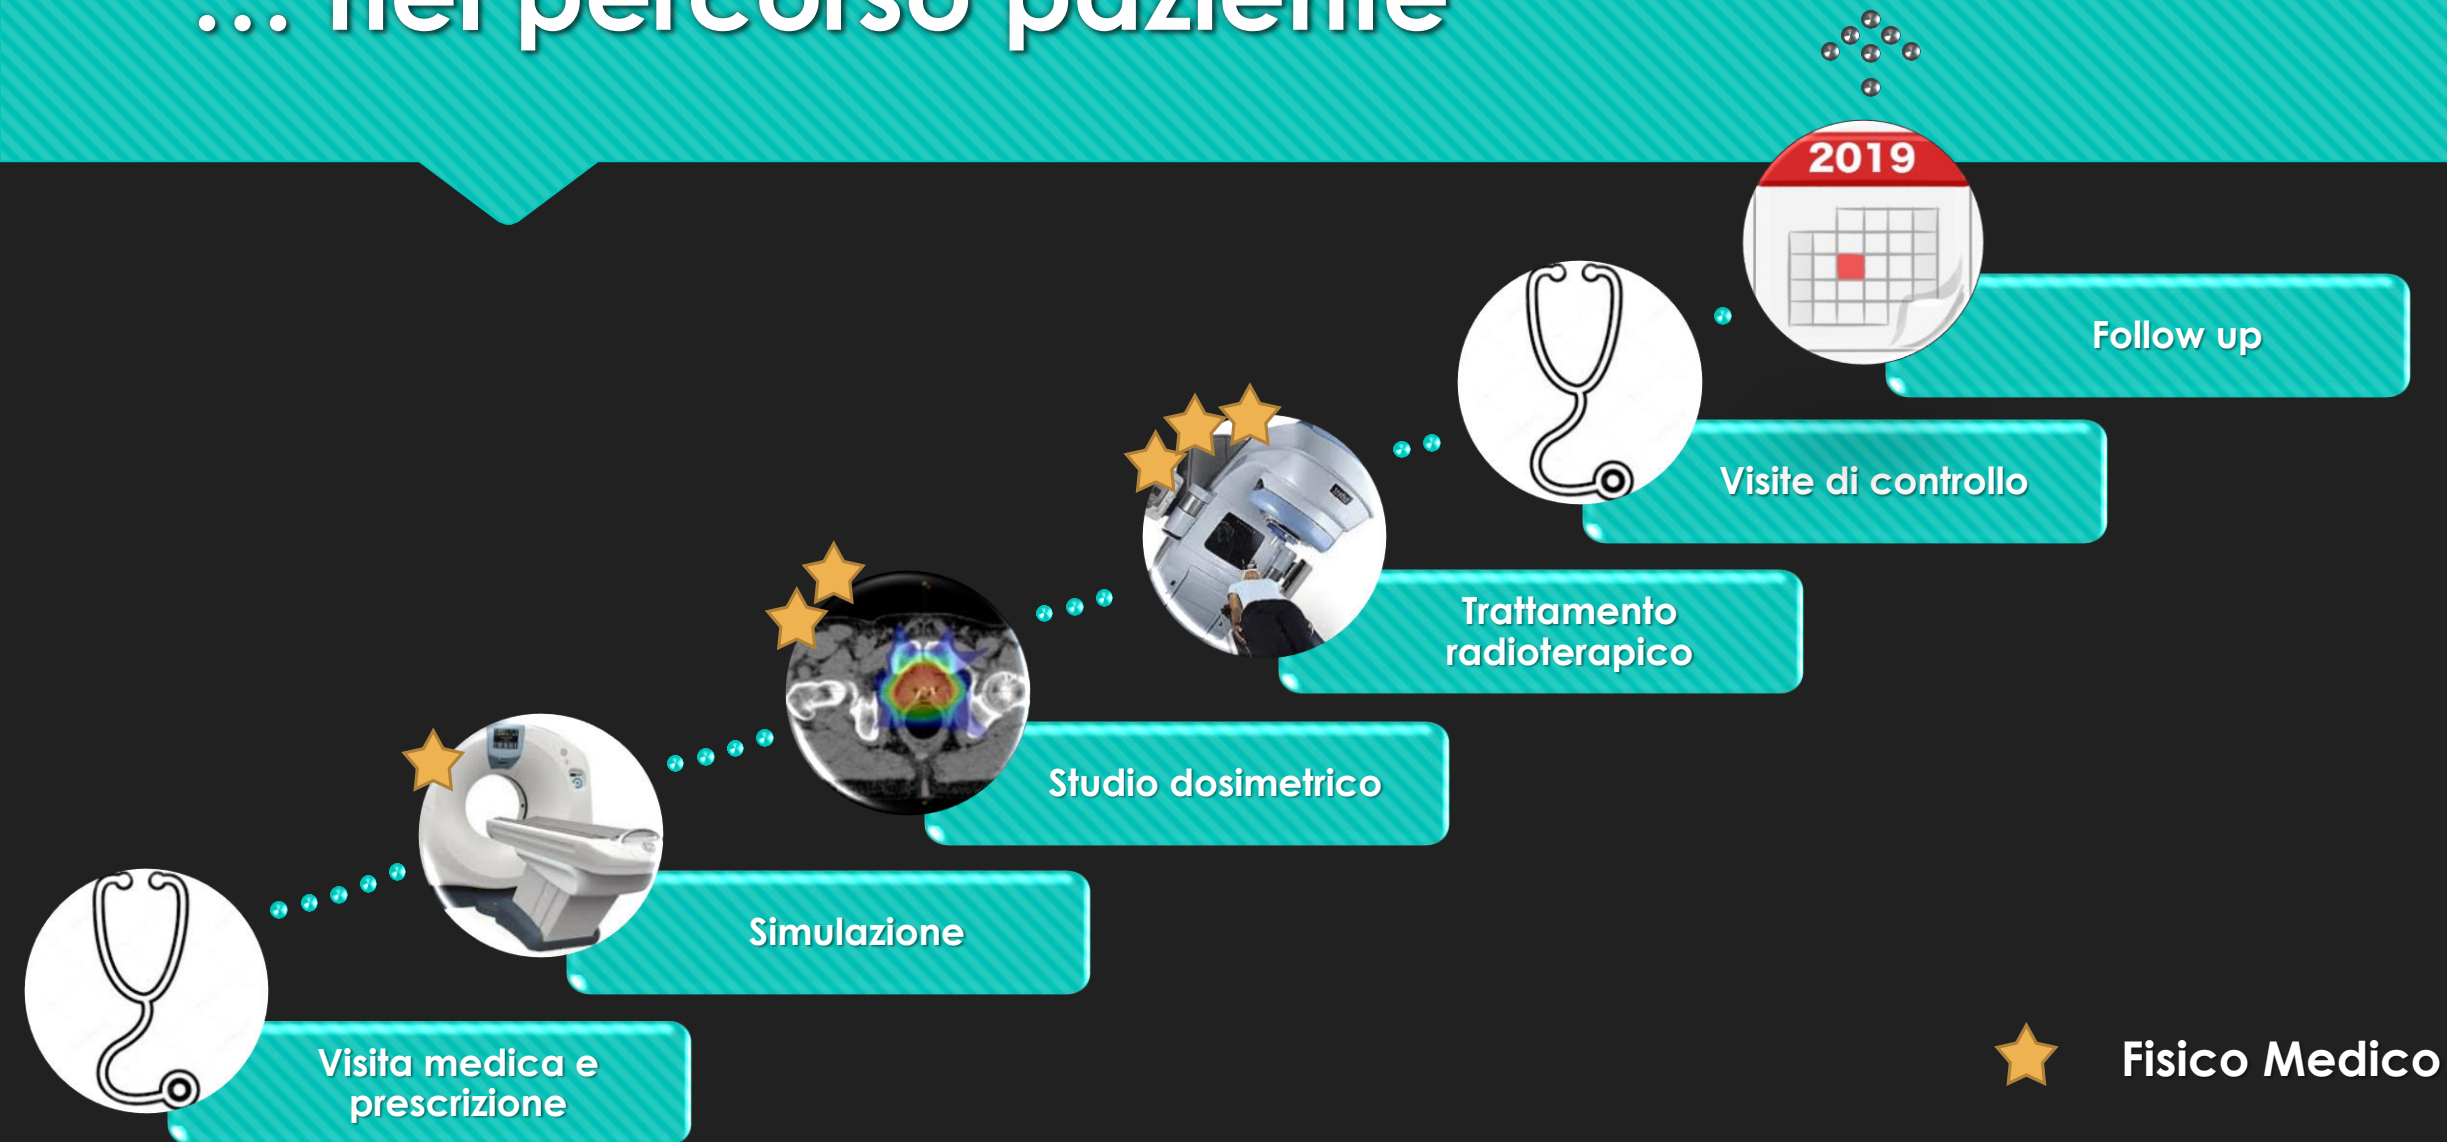 ... nel percorso paziente
2019
Follow up
Visite di controllo
Trattamento
radioterapico
Studio dosimetrico
Simulazione
Visita medica e
prescrizione
Fisico Medico